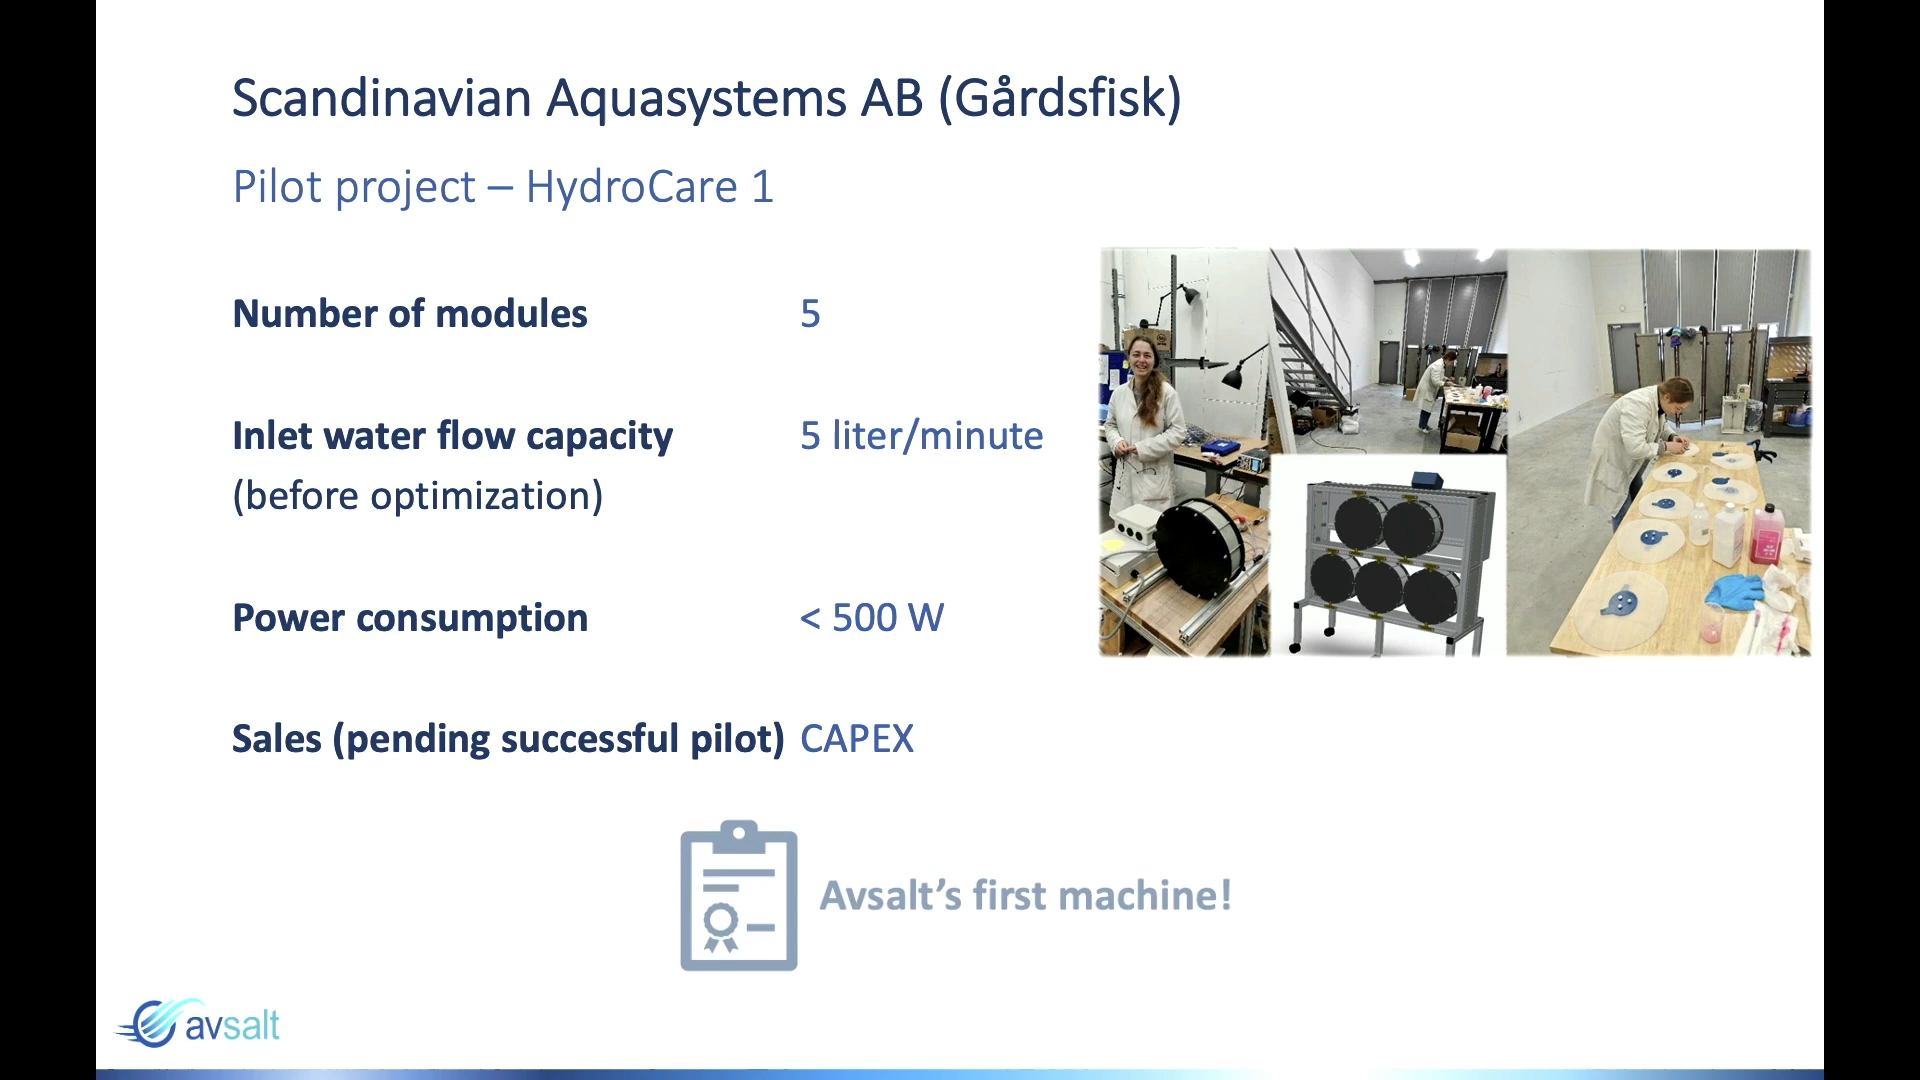 Scandinavian Aquasystems AB (Gårdsfisk)
Pilot project – HydroCare 1
Number of modules 5
Inlet water flow capacity 5 liter/minute
(before optimization)
Power consumption < 500 W
Sales (pending successful pilot) CAPEX
Avsalt’s first machine!
avsalt